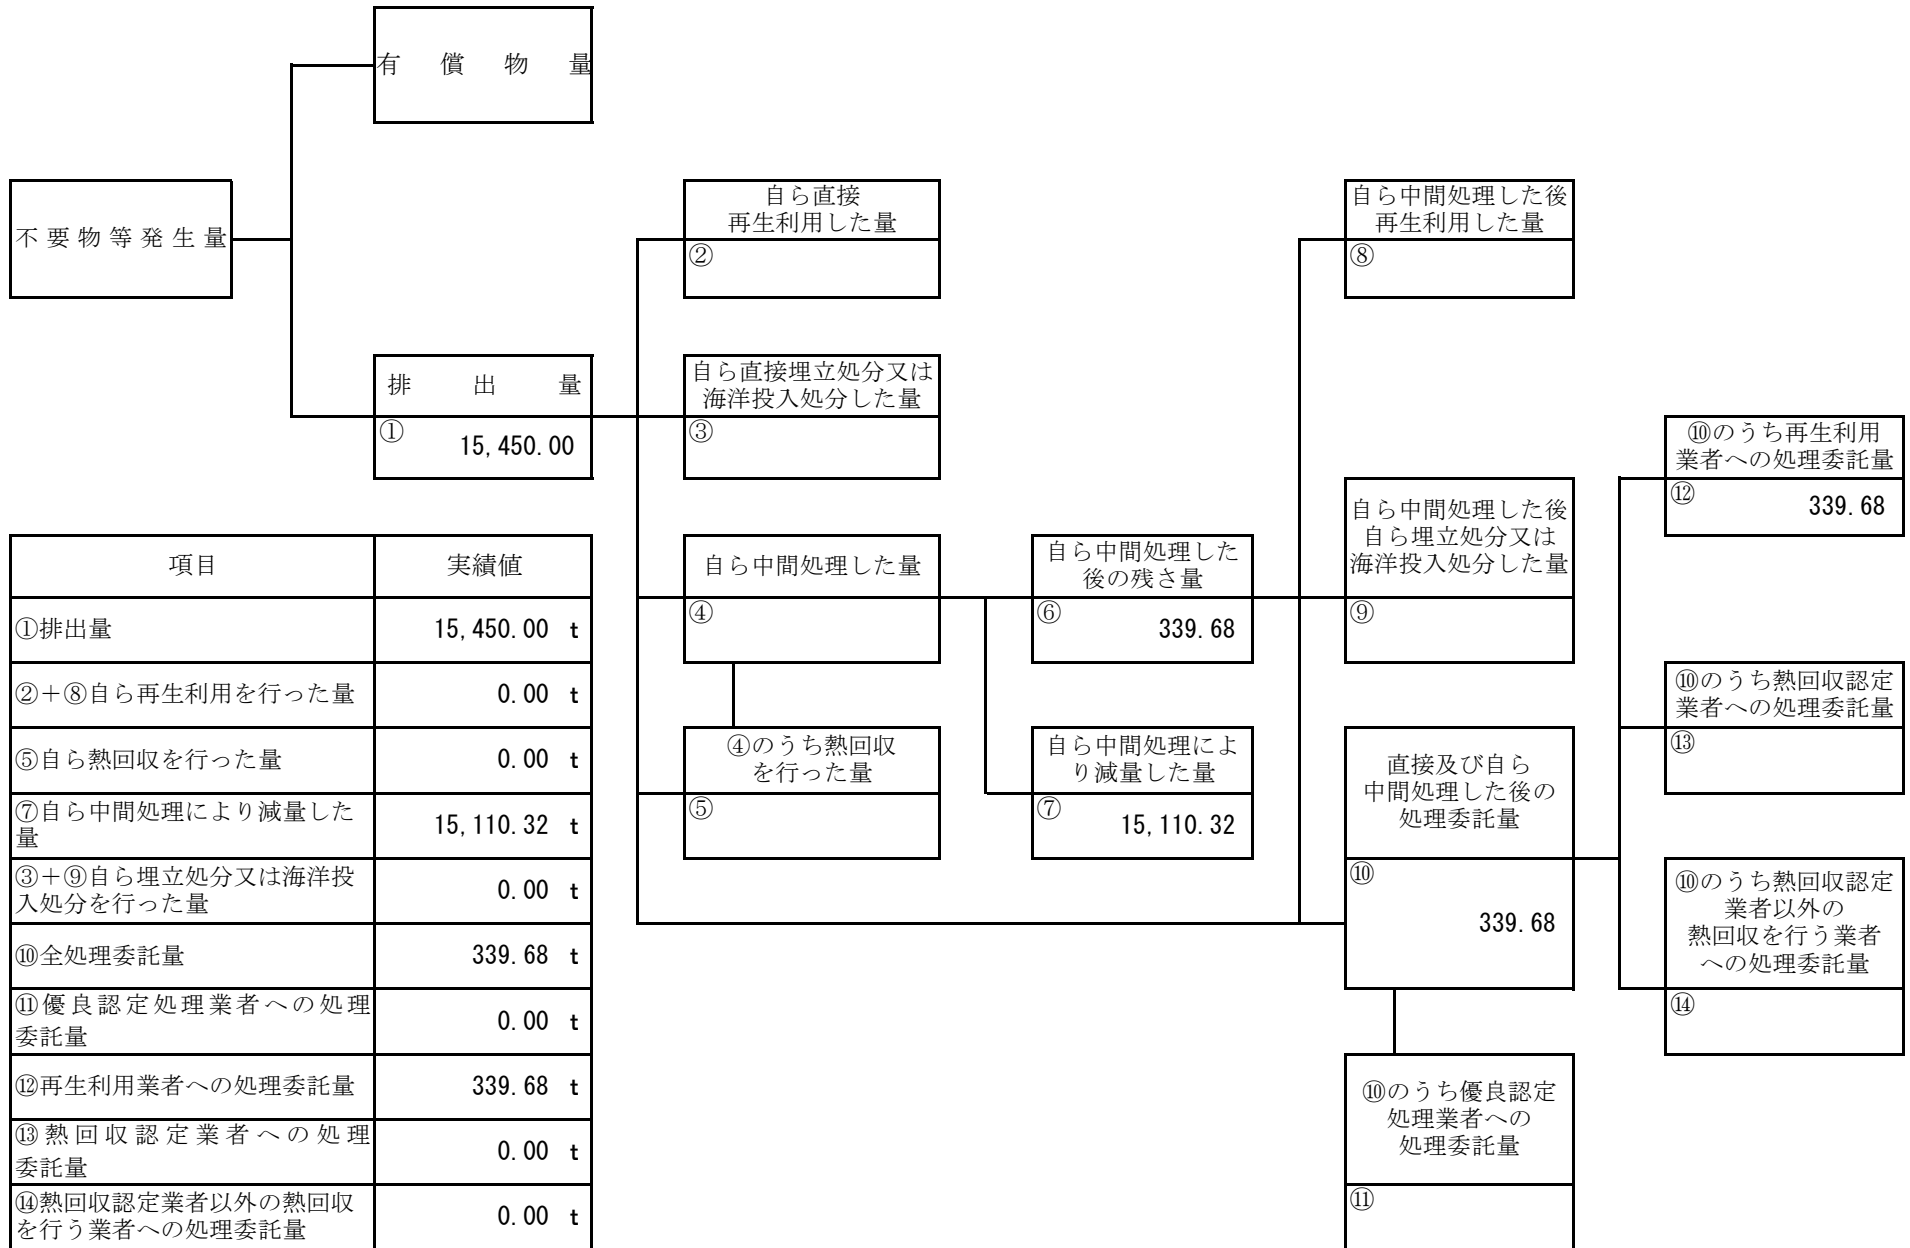 有償物量
不要物等発生量
排出量
①
15,450.00
自ら直接
再生利用した量
②
自ら直接埋立処分又は
海洋投入処分した量
③
自ら中間処理した量
④
④のうち熱回収
を行った量
⑤
自ら中間処理した
後の残さ量
⑥
339.68
自ら中間処理によ
り減量した量
⑦
15,110.32
自ら中間処理した後
再生利用した量
⑧
自ら中間処理した後
自ら埋立処分又は
海洋投入処分した量
⑨
直接及び自ら
中間処理した後の
処理委託量
⑩
339.68
⑩のうち優良認定
処理業者への
処理委託量
⑪
⑩のうち再生利用
業者への処理委託量
⑫
339.68
⑩のうち熱回収認定
業者への処理委託量
⑬
⑩のうち熱回収認定
業者以外の
熱回収を行う業者
への処理委託量
⑭
項目 実績値
①排出量 15,450.00 t
②＋⑧自ら再生利用を行った量 0.00 t
⑤自ら熱回収を行った量 0.00 t
⑦自ら中間処理により減量した
量 15,110.32 t
③＋⑨自ら埋立処分又は海洋投
入処分を行った量 0.00 t
⑩全処理委託量 339.68 t
⑪優良認定処理業者への処理
委託量 0.00 t
⑫再生利用業者への処理委託量 339.68 t
⑬熱回収認定業者への処理
委託量 0.00 t
⑭熱回収認定業者以外の熱回収
を行う業者への処理委託量 0.00 t